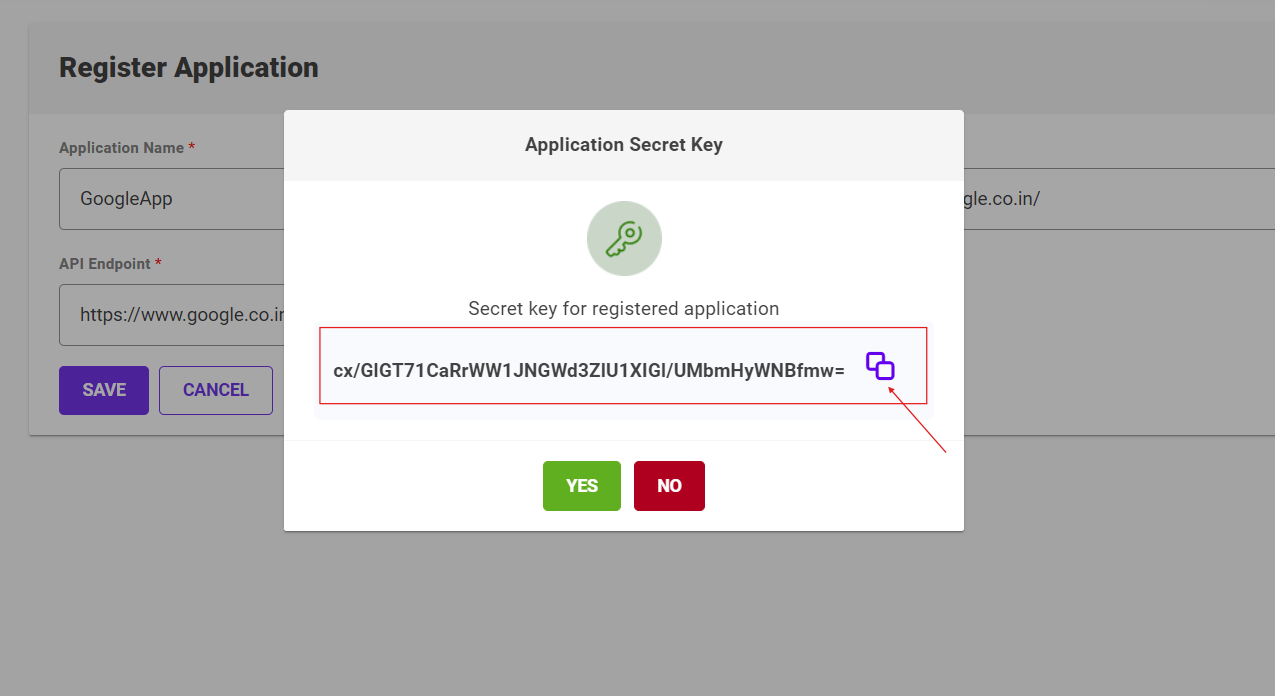 Register Application
Application Secret Key
Application Name *
GoogleApp
gle.co.in/
Secret key for registered application
API Endpoint *
https://www.google.co.in
cx/GIGT71CaRrWW1JNGWd3ZIU1XIGI/UMbmHyWNBfmw=
SAVE
CANCEL
YES
NO